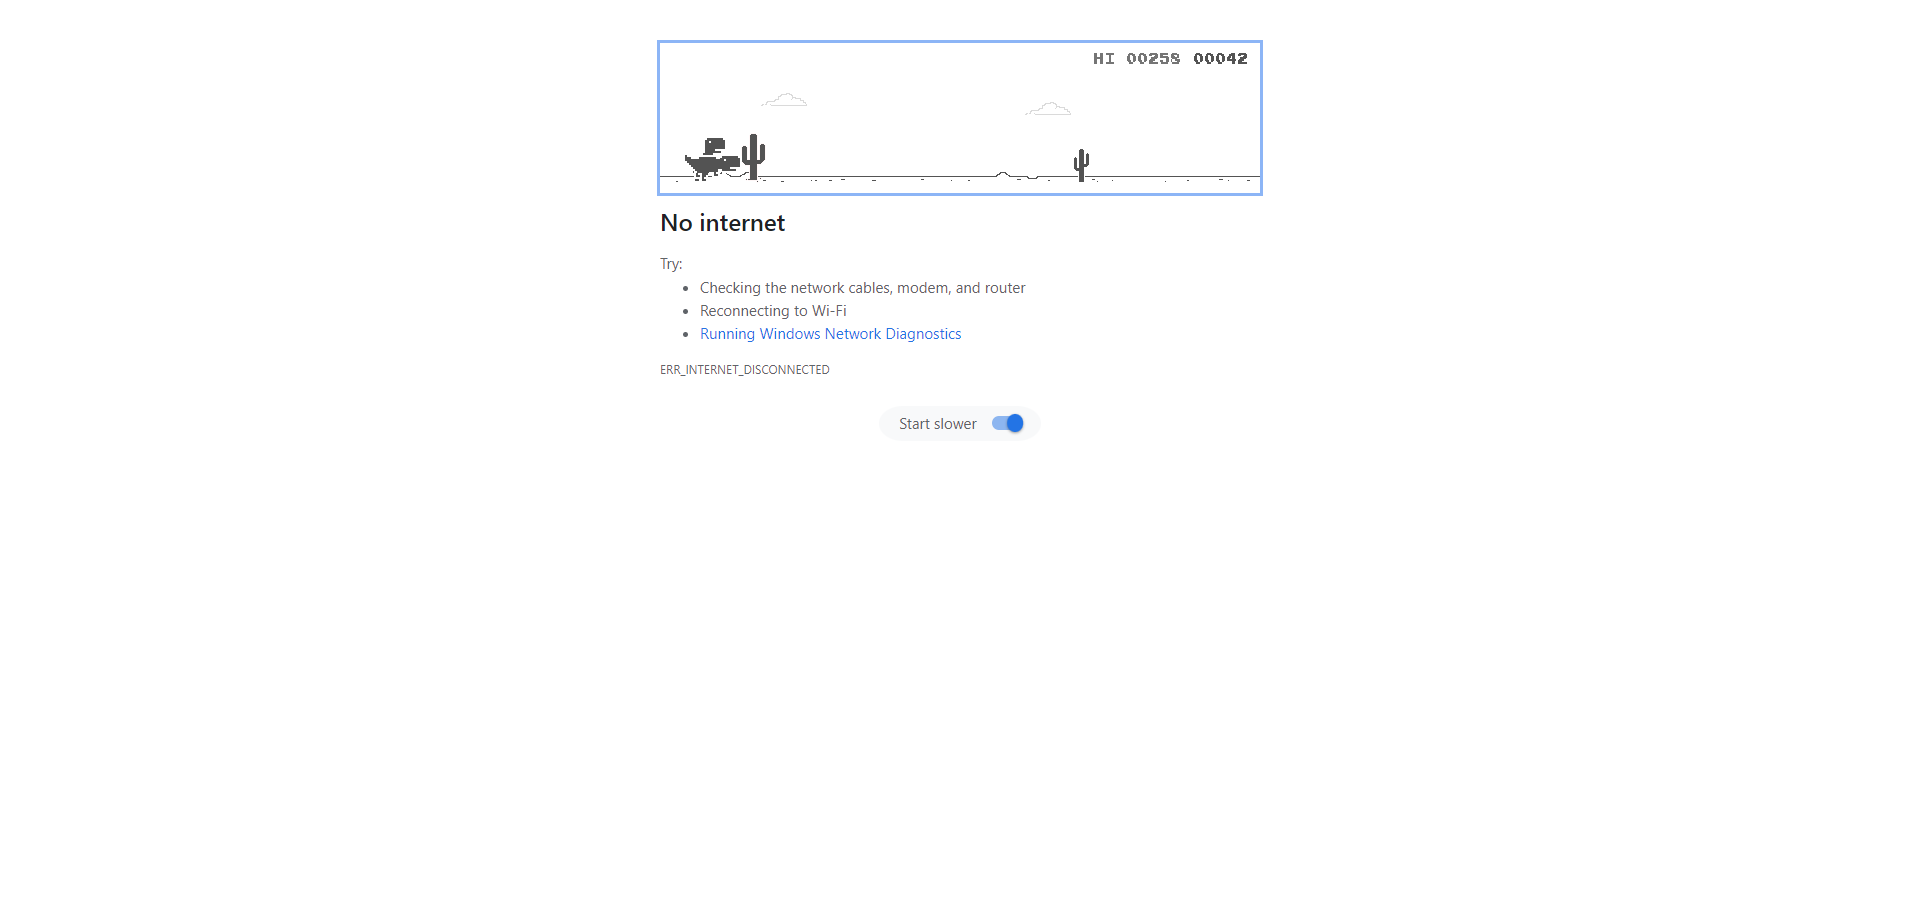 HI 00258 00042
No internet
Try:
Checking the network cables, modem, and router
Reconnecting to Wi-Fi
Running Windows Network Diagnostics
ERR_INTERNET_DISCONNECTED
Start slower